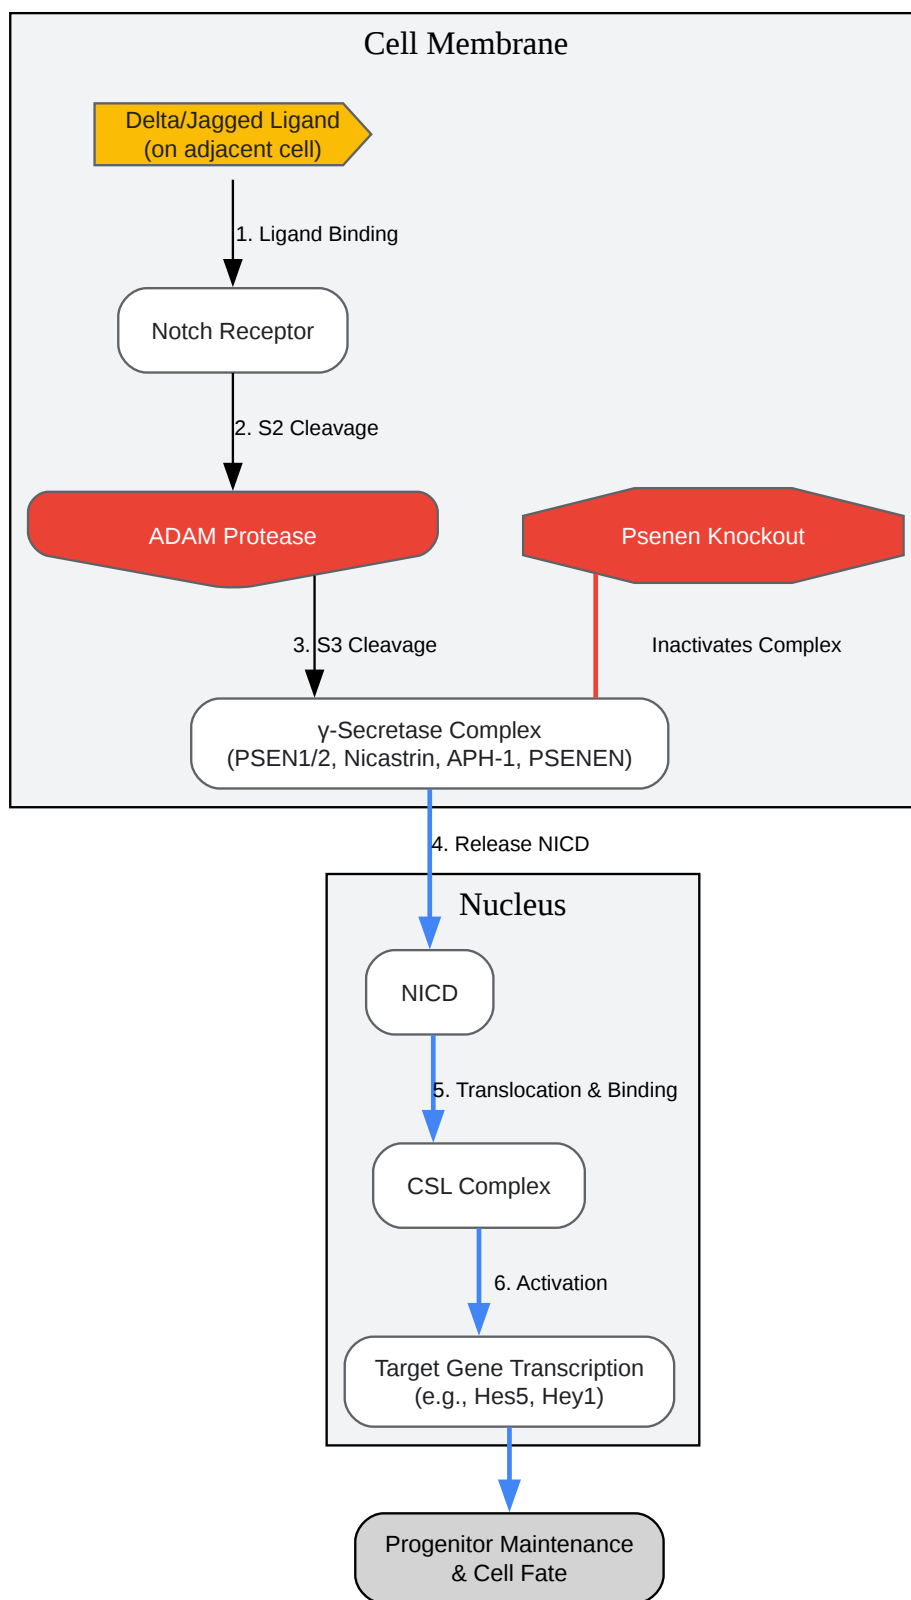 Cell Membrane
Delta/Jagged Ligand
(on adjacent cell)
1. Ligand Binding
Notch Receptor
2. S2 Cleavage
ADAM Protease
Psenen Knockout
3. S3 Cleavage
Inactivates Complex
γ-Secretase Complex
(PSEN1/2, Nicastrin, APH-1, PSENEN)
4. Release NICD
Nucleus
NICD
5. Translocation & Binding
CSL Complex
6. Activation
Target Gene Transcription
(e.g., Hes5, Hey1)
Progenitor Maintenance
& Cell Fate